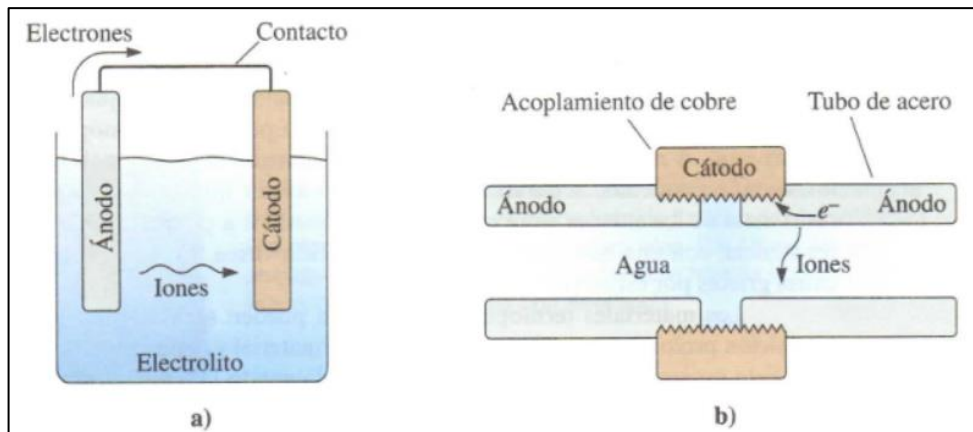 Electrones
Contacto
Ánodo
Cátodo
Iones
Electrolito
a)
Acoplamiento de cobre
Tubo de acero
Cátodo
Ánodo
e⁻
Ánodo
Agua
Iones
b)